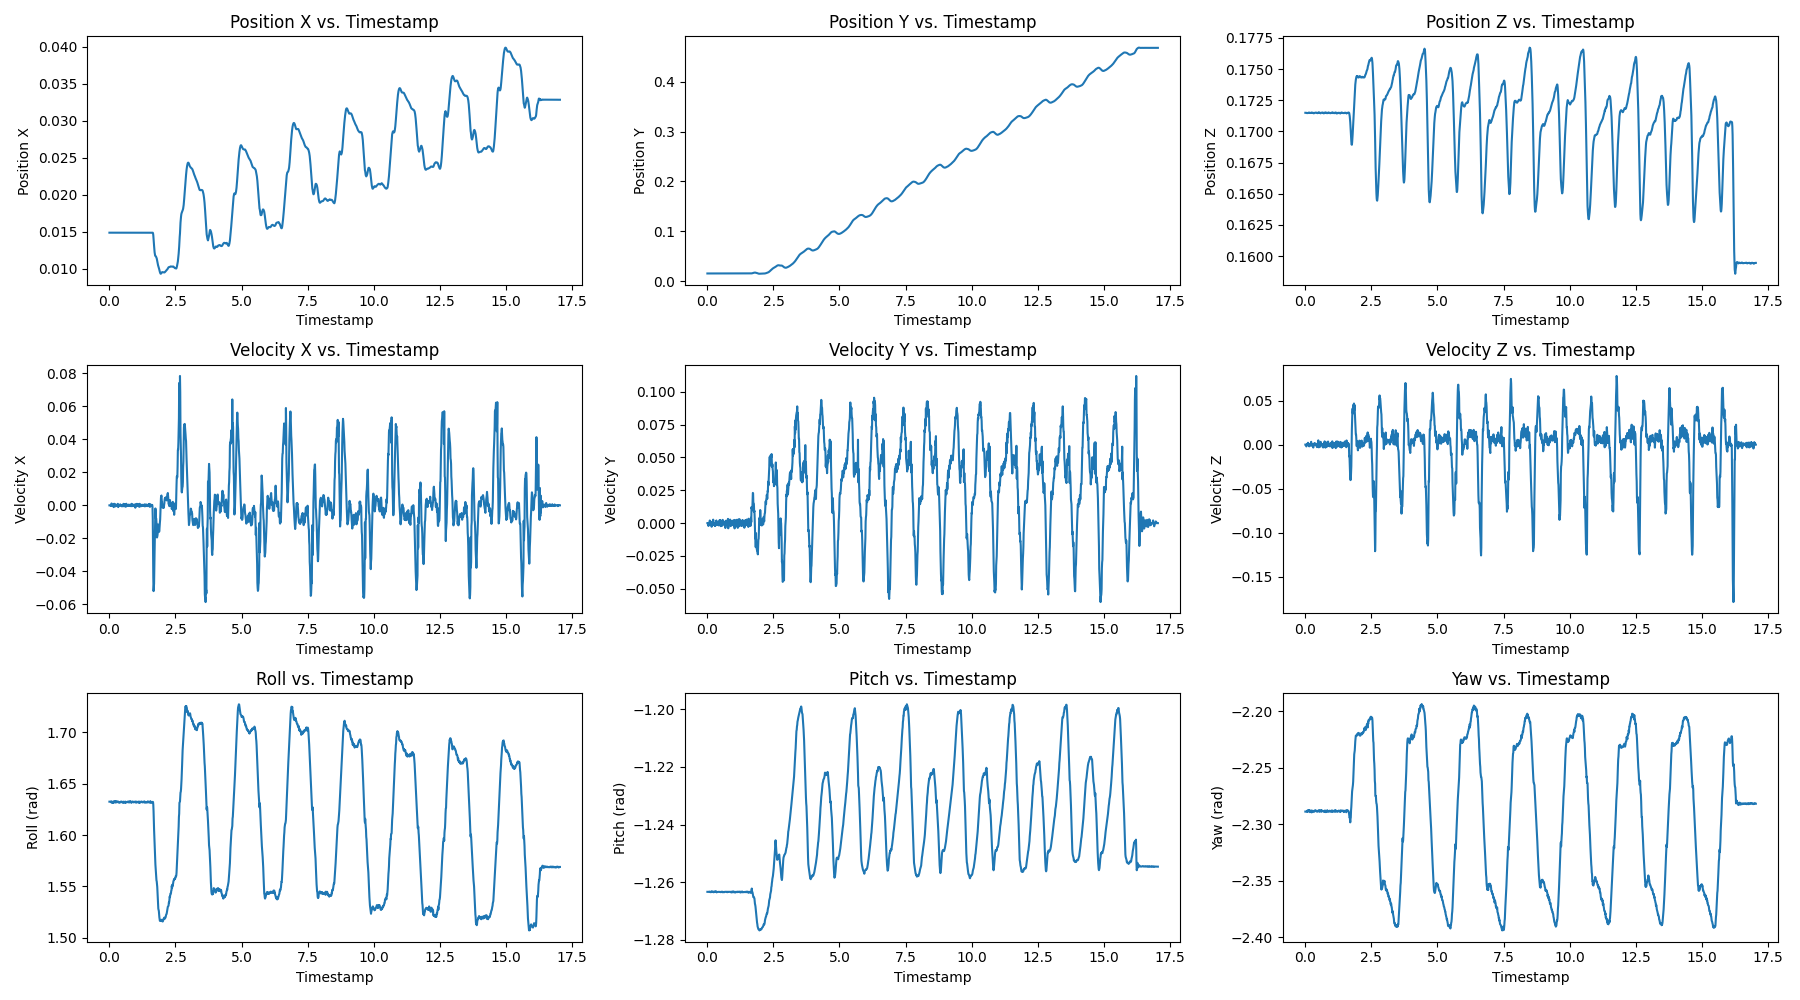 Position X vs. Timestamp
Position X
0.040
0.035
0.030
0.025
0.020
0.015
0.010
0.0 2.5 5.0 7.5 10.0 12.5 15.0 17.5
Timestamp
Position Y vs. Timestamp
Position Y
0.4
0.3
0.2
0.1
0.0
0.0 2.5 5.0 7.5 10.0 12.5 15.0 17.5
Timestamp
Position Z vs. Timestamp
Position Z
0.1775
0.1750
0.1725
0.1700
0.1675
0.1650
0.1625
0.1600
0.0 2.5 5.0 7.5 10.0 12.5 15.0 17.5
Timestamp
Velocity X vs. Timestamp
Velocity X
0.08
0.06
0.04
0.02
0.00
−0.02
−0.04
−0.06
0.0 2.5 5.0 7.5 10.0 12.5 15.0 17.5
Timestamp
Velocity Y vs. Timestamp
Velocity Y
0.100
0.075
0.050
0.025
0.000
−0.025
−0.050
0.0 2.5 5.0 7.5 10.0 12.5 15.0 17.5
Timestamp
Velocity Z vs. Timestamp
Velocity Z
0.05
0.00
−0.05
−0.10
−0.15
0.0 2.5 5.0 7.5 10.0 12.5 15.0 17.5
Timestamp
Roll vs. Timestamp
Roll (rad)
1.70
1.65
1.60
1.55
1.50
0.0 2.5 5.0 7.5 10.0 12.5 15.0 17.5
Timestamp
Pitch vs. Timestamp
Pitch (rad)
−1.20
−1.22
−1.24
−1.26
−1.28
0.0 2.5 5.0 7.5 10.0 12.5 15.0 17.5
Timestamp
Yaw vs. Timestamp
Yaw (rad)
−2.20
−2.25
−2.30
−2.35
−2.40
0.0 2.5 5.0 7.5 10.0 12.5 15.0 17.5
Timestamp